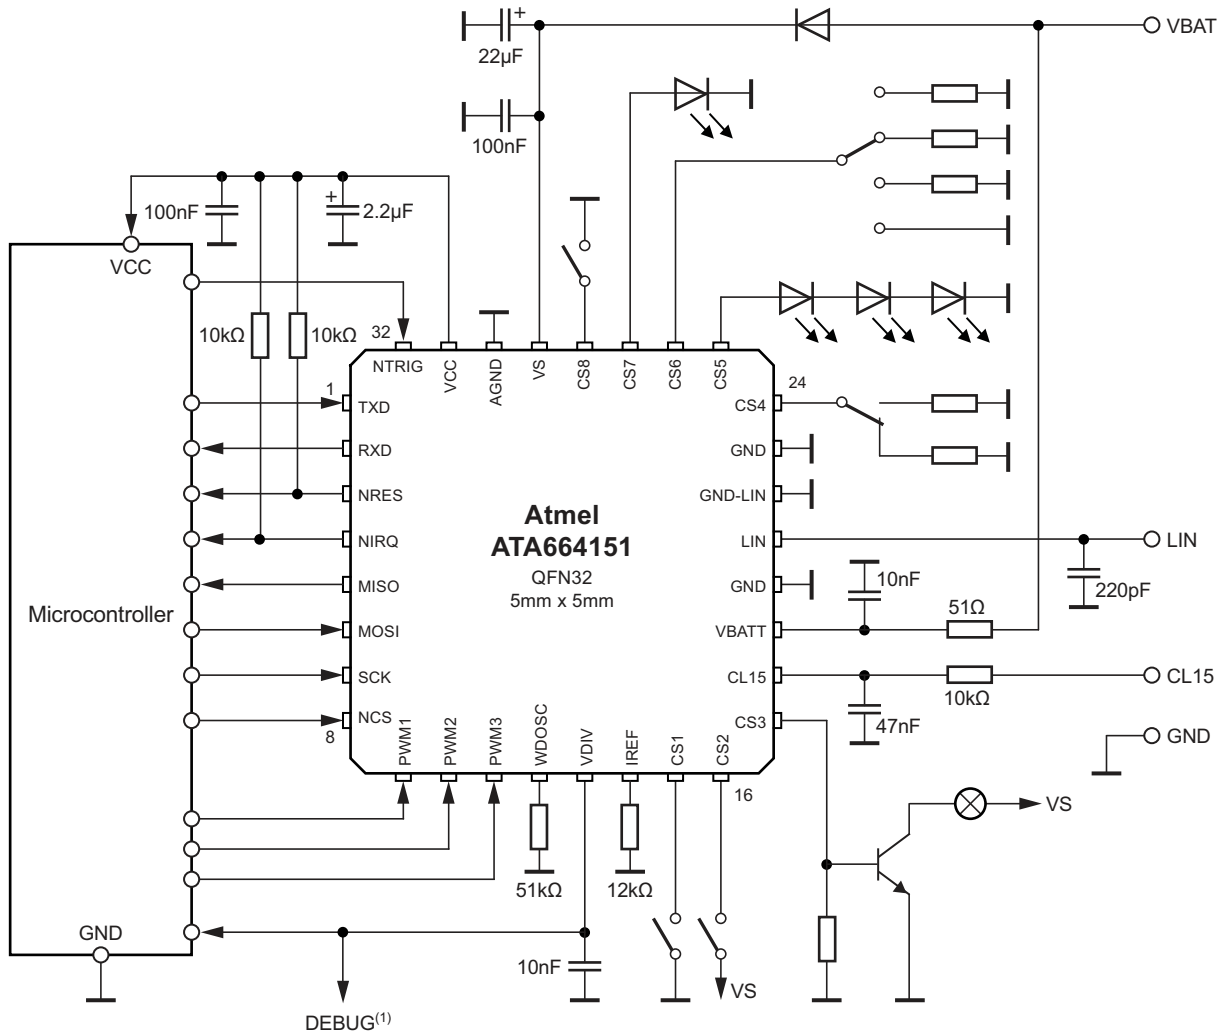 VBAT
+
22µF
100nF
100nF
+
2.2µF
VCC
10kΩ
10kΩ
32
NTRIG
VCC
AGND
VS
CS8
CS7
CS6
CS5
1
TXD
24
CS4
RXD
GND
NRES
GND-LIN
Atmel
ATA664151
QFN32
5mm x 5mm
NIRQ
LIN
LIN
MISO
GND
10nF
220pF
Microcontroller
MOSI
VBATT
51Ω
SCK
CL15
10kΩ
CL15
NCS
8
CS3
47nF
GND
PWM1
PWM2
PWM3
WDOSC
VDIV
IREF
CS1
CS2
16
VS
51kΩ
12kΩ
GND
10nF
VS
DEBUG(1)